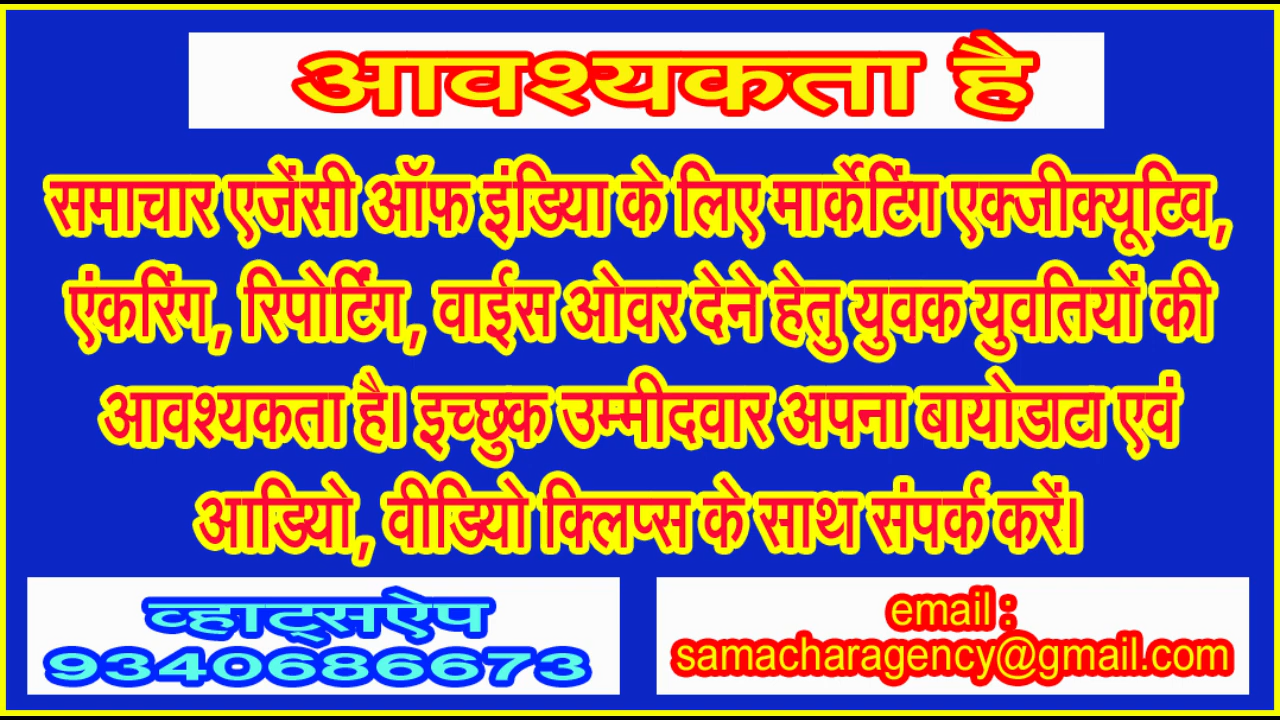 आवश्यकता है
समाचार एजेंसी ऑफ इंडिया के लिए मार्केटिंग एक्जीक्यूटिव,
एंकरिंग, रिपोर्टिंग, वाईस ओवर देने हेतु युवक युवतियों की
आवश्यकता है। इच्छुक उम्मीदवार अपना बायोडाटा एवं
आडियो, वीडियो क्लिप्स के साथ संपर्क करें।
व्हाट्सऐप
9340686673
email :
samacharagency@gmail.com